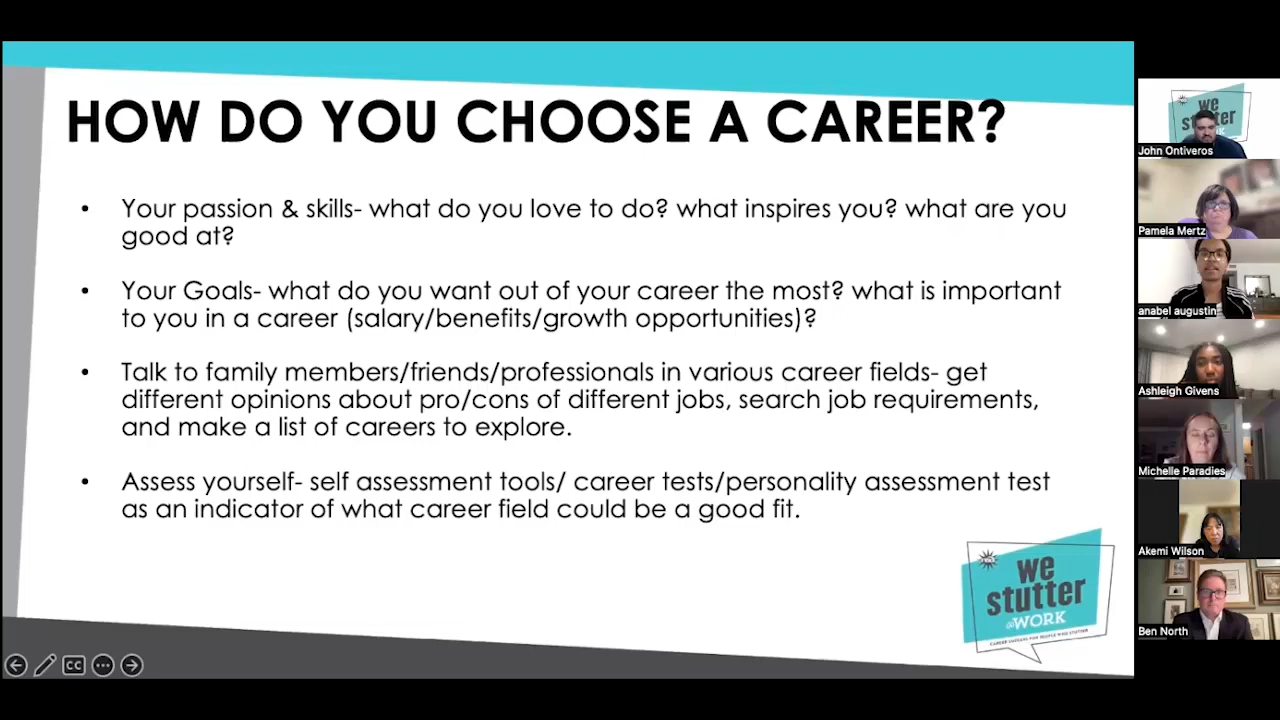 HOW DO YOU CHOOSE A CAREER?
• Your passion & skills- what do you love to do? what inspires you? what are you
good at?
• Your Goals- what do you want out of your career the most? what is important
to you in a career (salary/benefits/growth opportunities)?
• Talk to family members/friends/professionals in various career fields- get
different opinions about pro/cons of different jobs, search job requirements,
and make a list of careers to explore.
• Assess yourself- self assessment tools/ career tests/personality assessment test
as an indicator of what career field could be a good fit.
we
stutter
@WORK
CC
we
stutter
John Ontiveros
Pamela Mertz
anabel augustin
Ashleigh Givens
Michelle Paradies
Akemi Wilson
Ben North